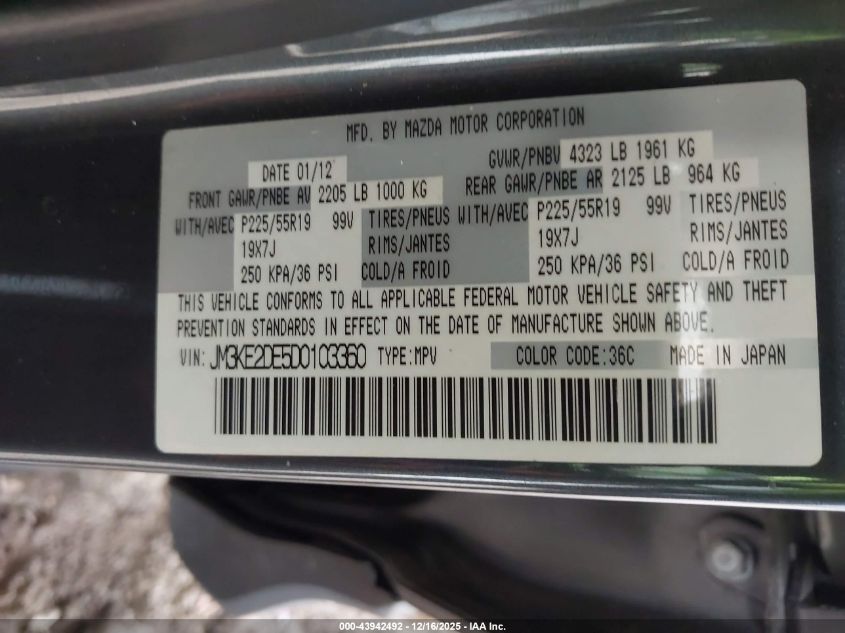 MFD. BY MAZDA MOTOR CORPORATION
DATE 01/12 GVWR/PNBV 4323 LB 1961 KG
FRONT GAWR/PNBE AV 2205 LB 1000 KG REAR GAWR/PNBE AR 2125 LB 964 KG
WITH/AVEC P225/55R19 99V TIRES/PNEUS WITH/AVEC P225/55R19 99V TIRES/PNEUS
19X7J RIMS/JANTES 19X7J RIMS/JANTES
250 KPA/36 PSI COLD/A FROID 250 KPA/36 PSI COLD/A FROID
THIS VEHICLE CONFORMS TO ALL APPLICABLE FEDERAL MOTOR VEHICLE SAFETY AND THEFT
PREVENTION STANDARDS IN EFFECT ON THE DATE OF MANUFACTURE SHOWN ABOVE.
VIN: JM3KE2DE5D0103360 TYPE:MPV COLOR CODE:36C MADE IN JAPAN
000-43942492 - 12/16/2025 - IAA Inc.